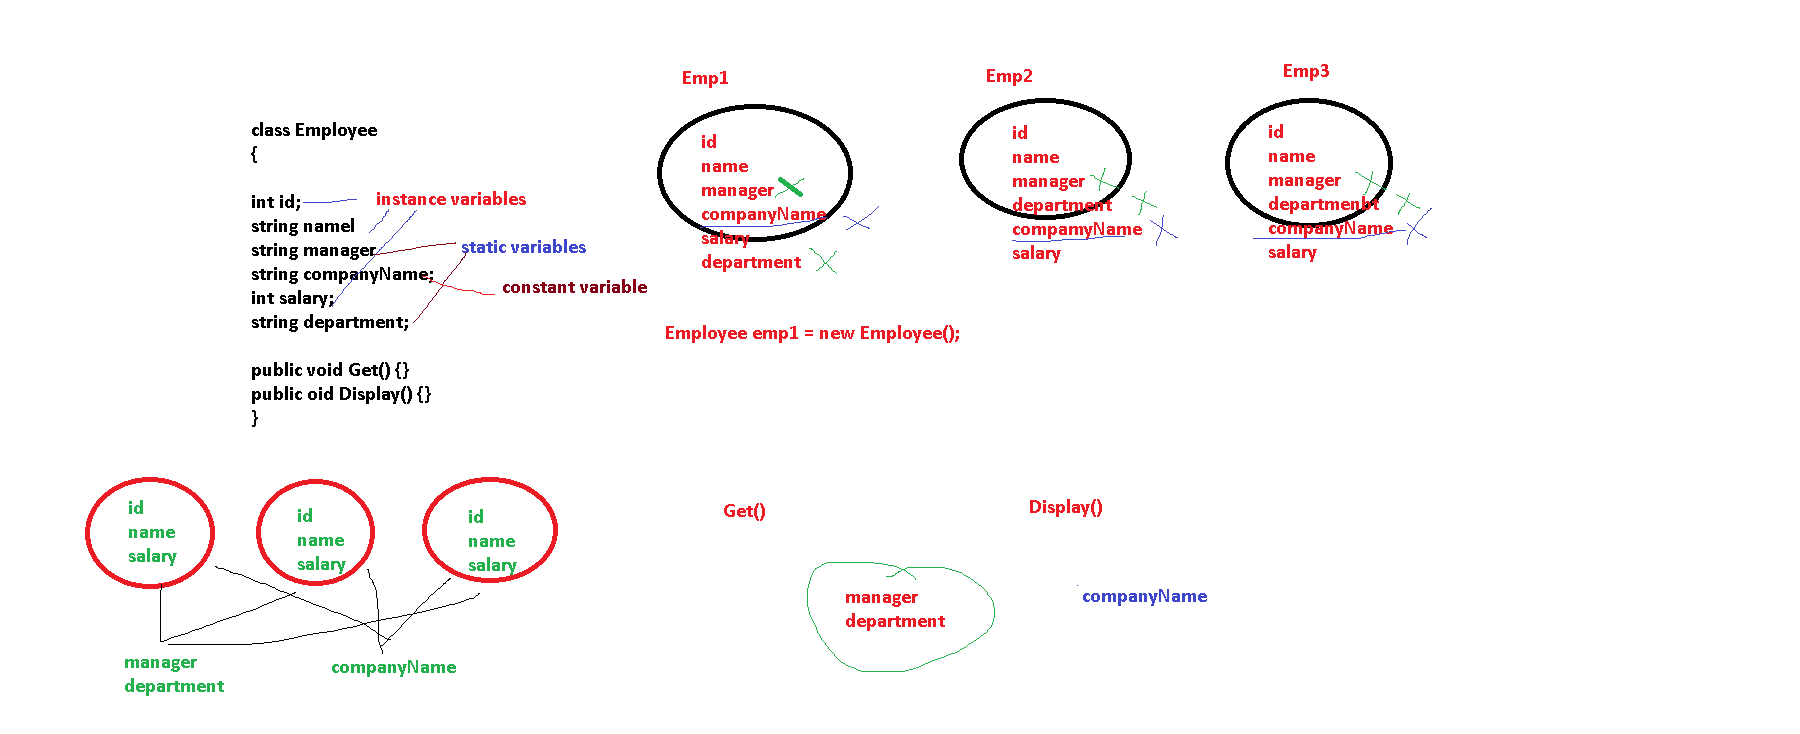 class Employee
{
int id;
string namel
string manager
string companyName;
int salary;
string department;
public void Get() {}
public oid Display() {}
}
instance variables
static variables
constant variable
Emp1
id
name
manager
companyName
salary
department
Emp2
id
name
manager
department
compamyName
salary
Emp3
id
name
manager
departmenbt
companyName
salary
Employee emp1 = new Employee();
id
name
salary
id
name
salary
id
name
salary
manager
department
companyName
Get()
Display()
manager
department
companyName